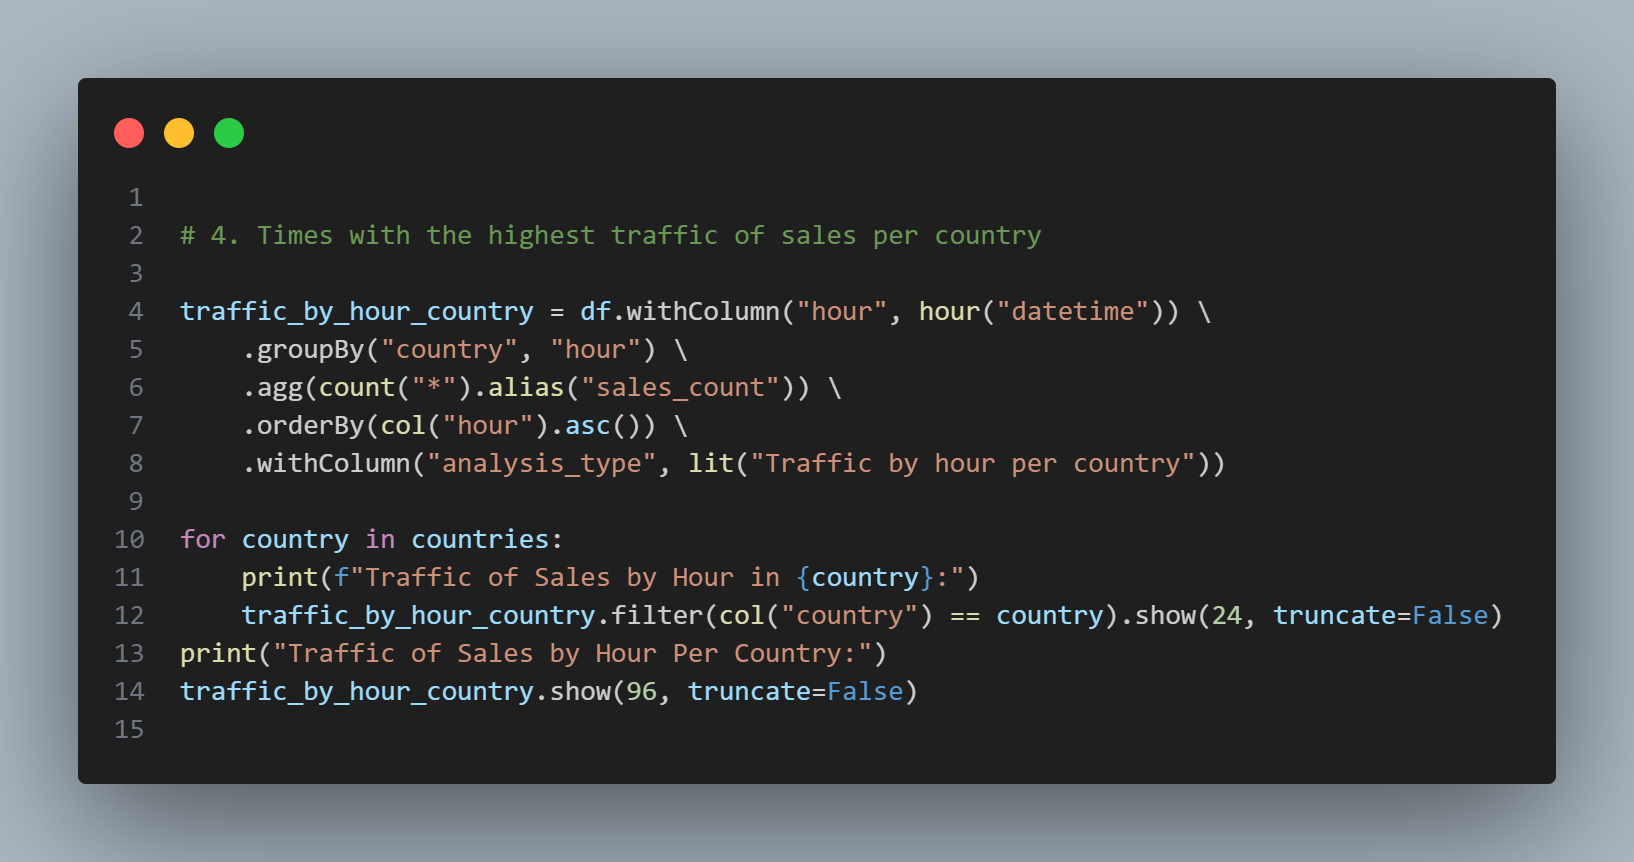 1
2 # 4. Times with the highest traffic of sales per country
3
4 traffic_by_hour_country = df.withColumn("hour", hour("datetime")) \
5     .groupBy("country", "hour") \
6     .agg(count("*").alias("sales_count")) \
7     .orderBy(col("hour").asc()) \
8     .withColumn("analysis_type", lit("Traffic by hour per country"))
9
10 for country in countries:
11     print(f"Traffic of Sales by Hour in {country}:")
12     traffic_by_hour_country.filter(col("country") == country).show(24, truncate=False)
13 print("Traffic of Sales by Hour Per Country:")
14 traffic_by_hour_country.show(96, truncate=False)
15